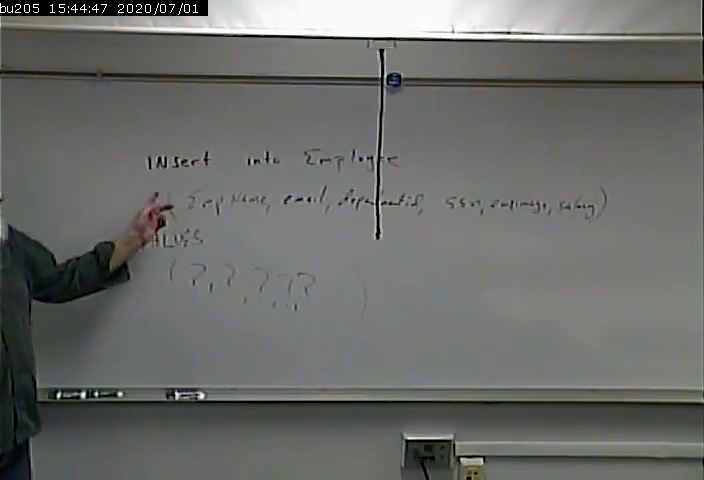 bu205 15:44:47 2020/07/01
INsert into Employee
EmpName, email, departmentid, SSn, empimage, salary)
VALUES
( ?, ?, ?, ?, ? )